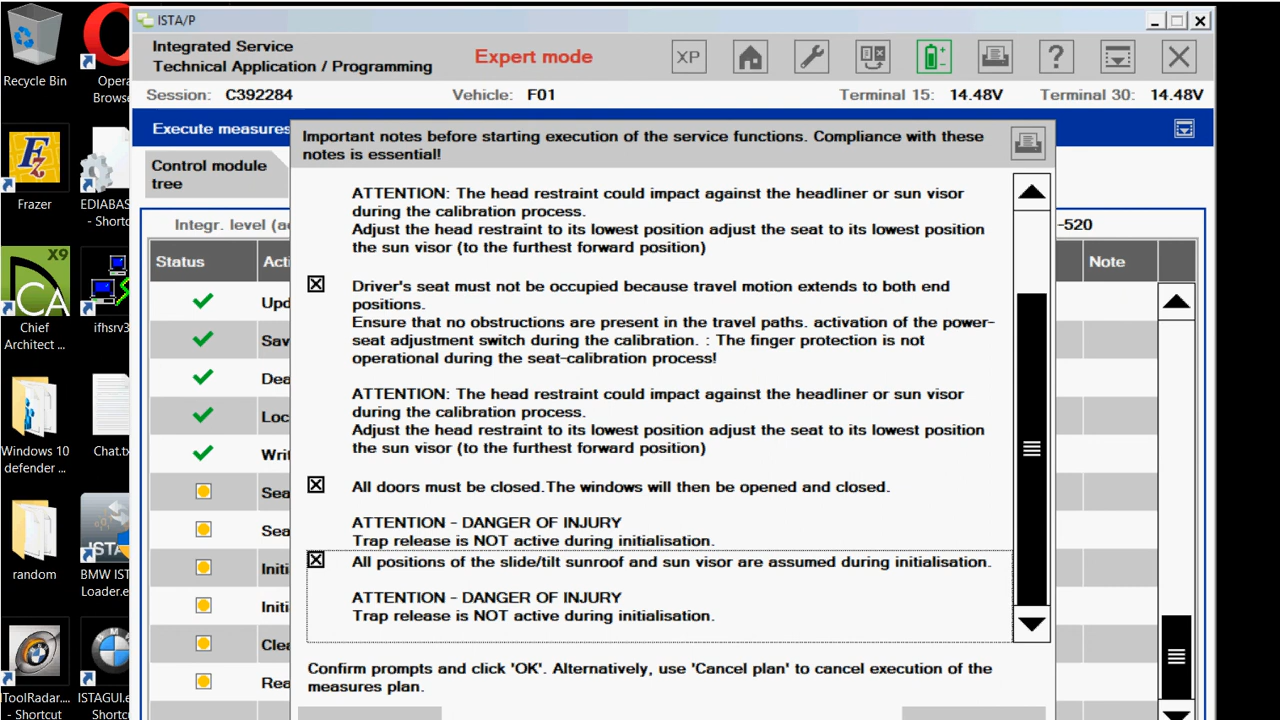 ISTA/P
Integrated Service
Technical Application / Programming
Expert mode
XP
Session: C392284
Vehicle: F01
Terminal 15: 14.48V
Terminal 30: 14.48V
Execute measures
Control module
tree
Important notes before starting execution of the service functions. Compliance with these
notes is essential!
Integr. level (a
-520
Status
Acti
Note
Upd
Sav
Dea
Loc
Writ
Sea
Sea
Initi
Initi
Clea
Rea
ATTENTION: The head restraint could impact against the headliner or sun visor
during the calibration process.
Adjust the head restraint to its lowest position adjust the seat to its lowest position
the sun visor (to the furthest forward position)
Driver's seat must not be occupied because travel motion extends to both end
positions.
Ensure that no obstructions are present in the travel paths. activation of the power-
seat adjustment switch during the calibration. : The finger protection is not
operational during the seat-calibration process!
ATTENTION: The head restraint could impact against the headliner or sun visor
during the calibration process.
Adjust the head restraint to its lowest position adjust the seat to its lowest position
the sun visor (to the furthest forward position)
All doors must be closed.The windows will then be opened and closed.
ATTENTION - DANGER OF INJURY
Trap release is NOT active during initialisation.
All positions of the slide/tilt sunroof and sun visor are assumed during initialisation.
ATTENTION - DANGER OF INJURY
Trap release is NOT active during initialisation.
Confirm prompts and click 'OK'. Alternatively, use 'Cancel plan' to cancel execution of the
measures plan.
Recycle Bin
Opera
Browse
Frazer
EDIABAS
- Shortc
X9
CA
Chief
Architect ...
ifhsrv3
Windows 10
defender ...
Chat.tx
random
ISTA
BMW IST
Loader.e
BMW
IToolRadar....
- Shortcut
ISTAGUI.e
Shortc